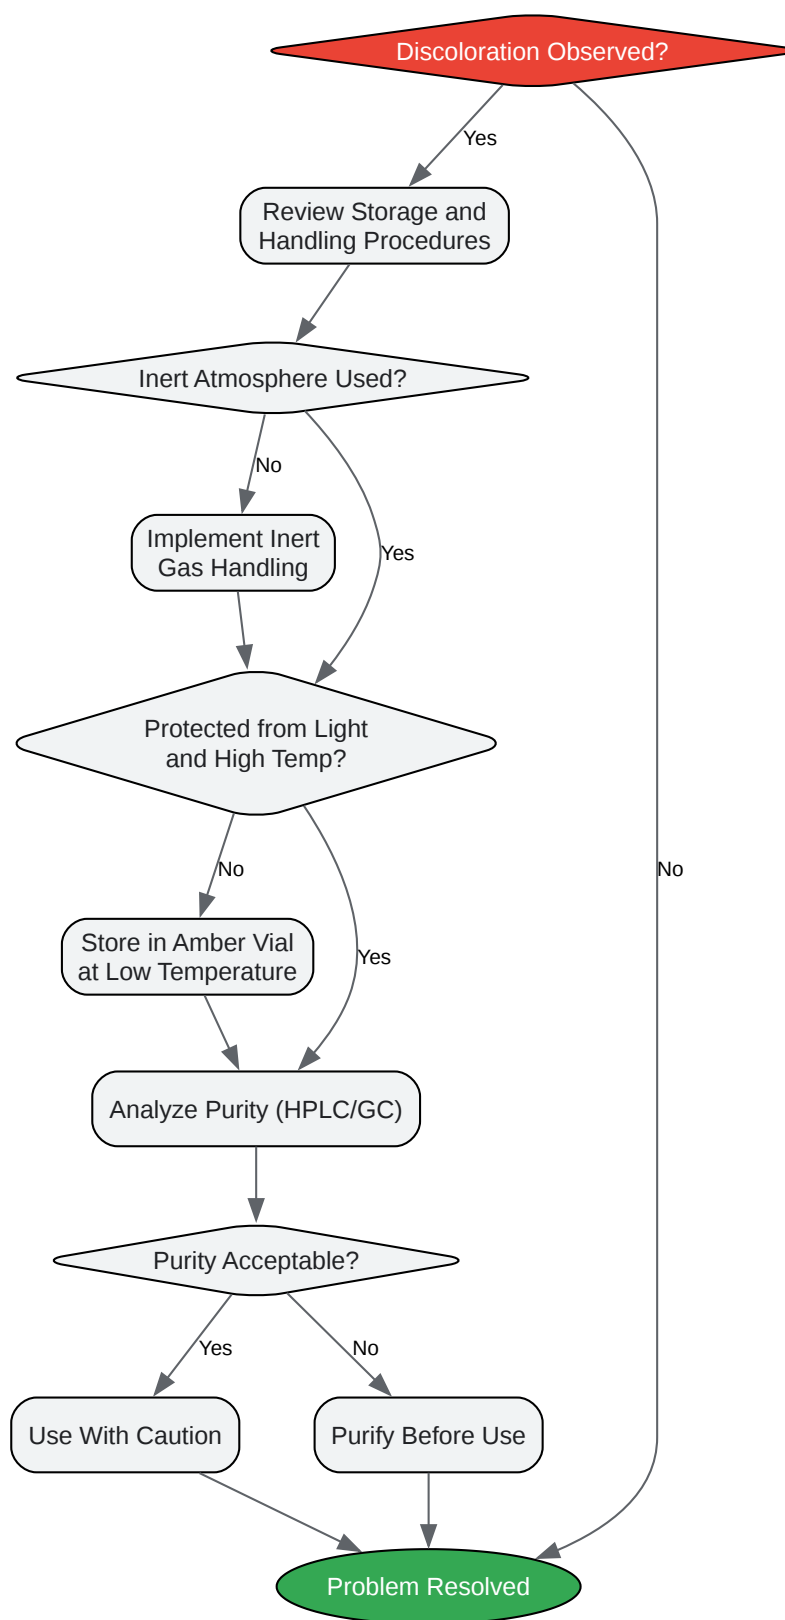 Discoloration Observed?
Yes
Review Storage and
Handling Procedures
Inert Atmosphere Used?
No
Implement Inert
Gas Handling
Yes
Protected from Light
and High Temp?
No
No
Store in Amber Vial
at Low Temperature
Yes
Analyze Purity (HPLC/GC)
Purity Acceptable?
Yes
No
Use With Caution
Purify Before Use
Problem Resolved